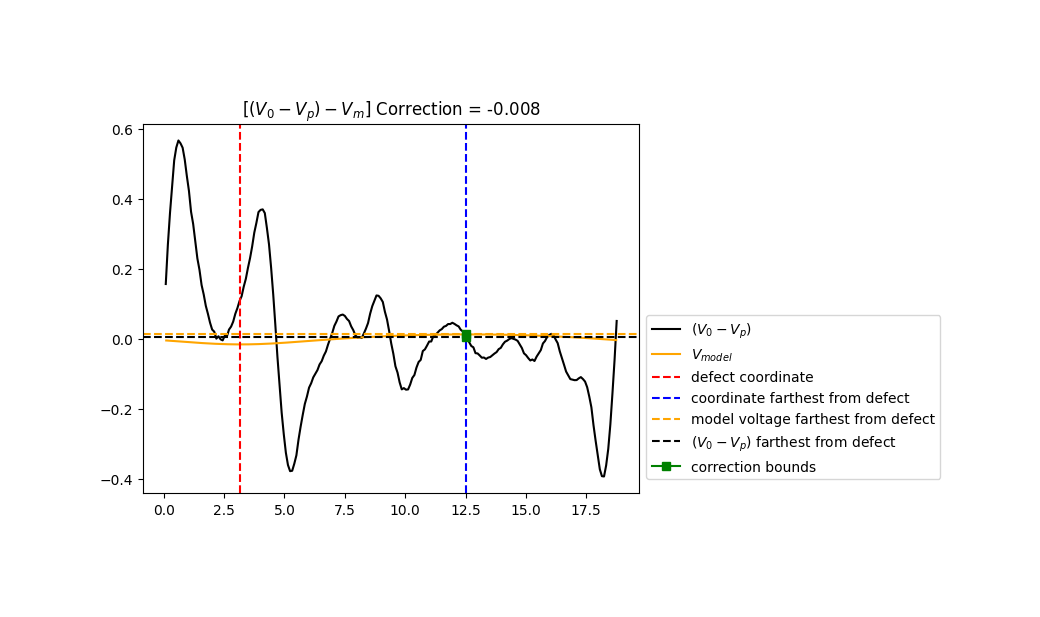 [(V₀ − Vₚ) − Vₘ] Correction = -0.008
0.6
0.4
0.2
0.0
−0.2
−0.4
0.0 2.5 5.0 7.5 10.0 12.5 15.0 17.5
(V₀ − Vₚ)
V_model
defect coordinate
coordinate farthest from defect
model voltage farthest from defect
(V₀ − Vₚ) farthest from defect
correction bounds